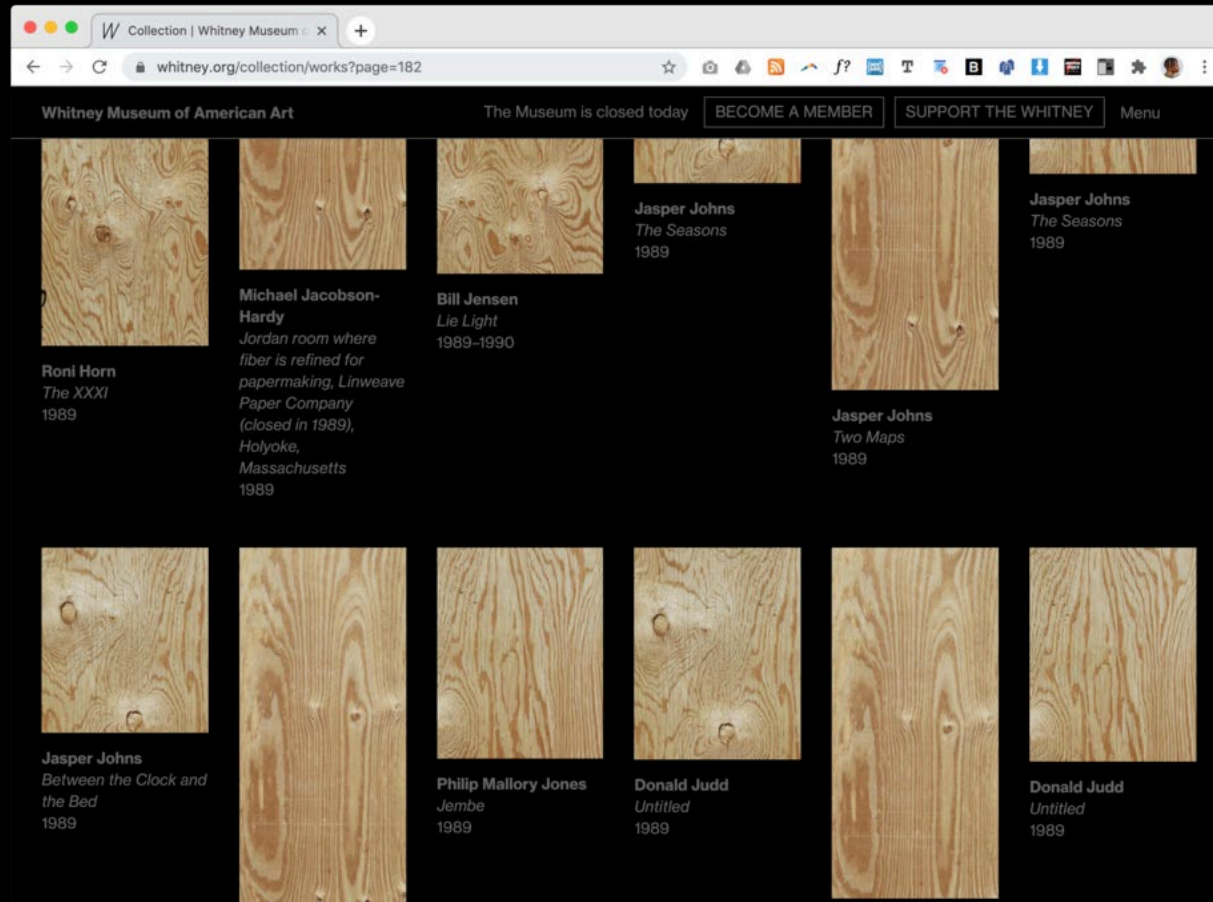 Collection | Whitney Museum
whitney.org/collection/works?page=182
Whitney Museum of American Art
The Museum is closed today
BECOME A MEMBER
SUPPORT THE WHITNEY
Menu
Roni Horn
The XXXI
1989
Michael Jacobson-
Hardy
Jordan room where
fiber is refined for
papermaking, Linweave
Paper Company
(closed in 1989),
Holyoke,
Massachusetts
1989
Bill Jensen
Lie Light
1989–1990
Jasper Johns
The Seasons
1989
Jasper Johns
Two Maps
1989
Jasper Johns
The Seasons
1989
Jasper Johns
Between the Clock and
the Bed
1989
Philip Mallory Jones
Jembe
1989
Donald Judd
Untitled
1989
Donald Judd
Untitled
1989